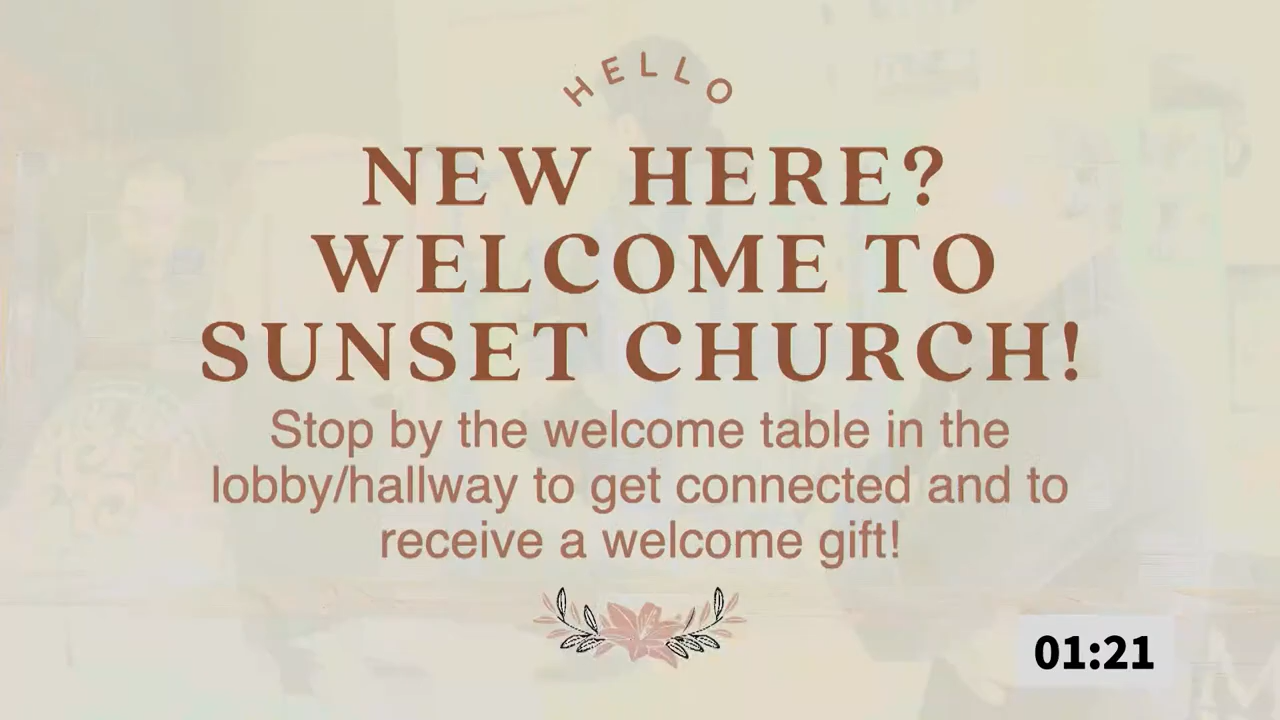 HELLO
NEW HERE?
WELCOME TO
SUNSET CHURCH!
Stop by the welcome table in the
lobby/hallway to get connected and to
receive a welcome gift!
01:21